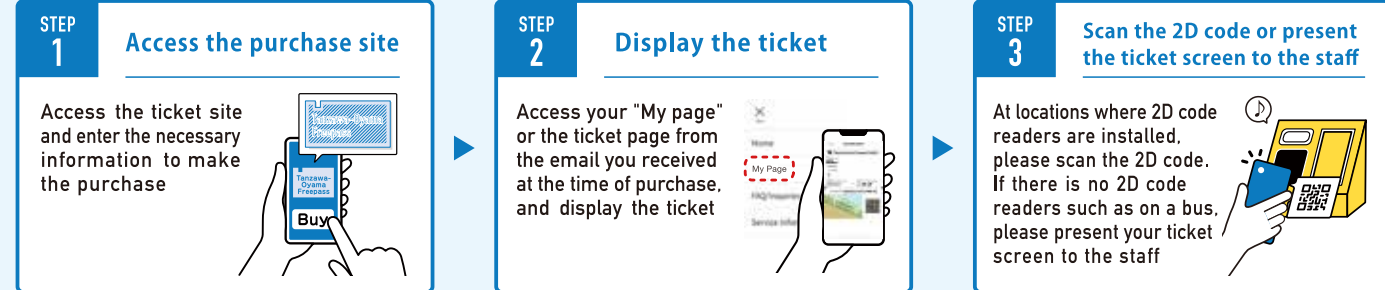 STEP
1
Access the purchase site
Access the ticket site
and enter the necessary
information to make
the purchase
Tanzawa-Oyama
Freepass
Tanzawa-
Oyama
Freepass
Buy
STEP
2
Display the ticket
Access your "My page"
or the ticket page from
the email you received
at the time of purchase,
and display the ticket
Home
My Page
FAQ/Inquiries
Service Infor
STEP
3
Scan the 2D code or present
the ticket screen to the staff
At locations where 2D code
readers are installed,
please scan the 2D code.
If there is no 2D code
readers such as on a bus,
please present your ticket
screen to the staff